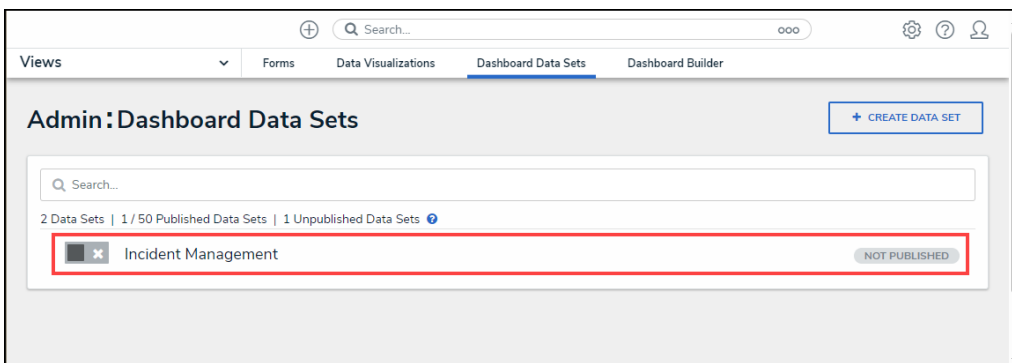 Search...
Views Forms Data Visualizations Dashboard Data Sets Dashboard Builder
Admin:Dashboard Data Sets
+ CREATE DATA SET
Search...
2 Data Sets | 1 / 50 Published Data Sets | 1 Unpublished Data Sets
Incident Management NOT PUBLISHED